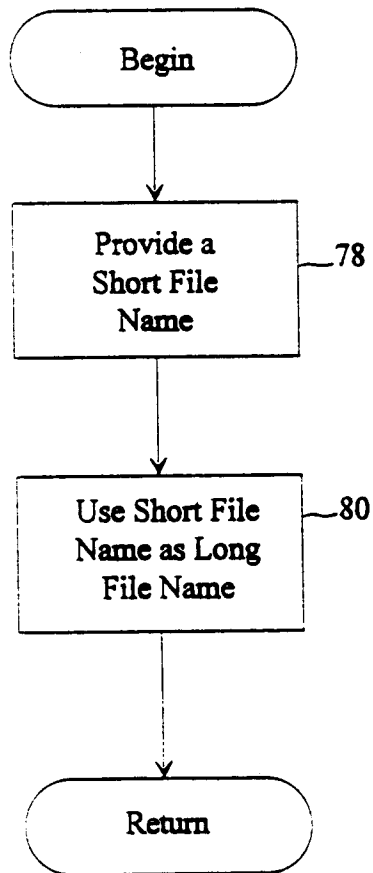 Begin
Provide a
Short File
Name
78
Use Short File
Name as Long
File Name
80
Return